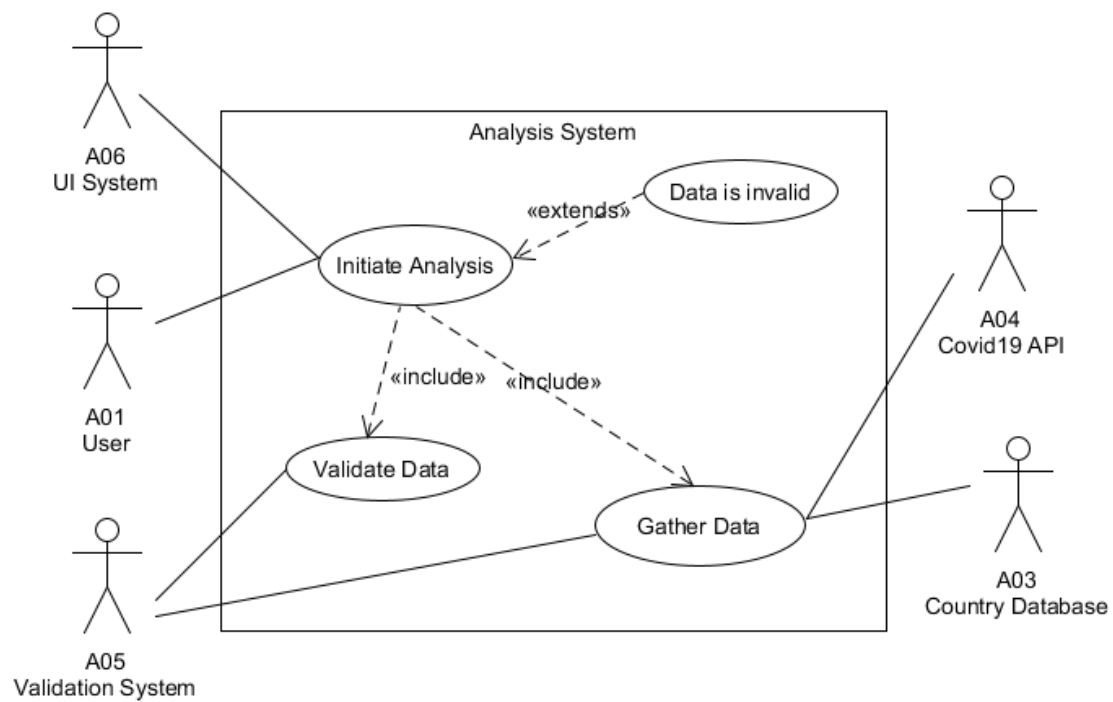 A06
UI System
Analysis System
Data is invalid
«extends»
Initiate Analysis
A01
User
«include»
«include»
Validate Data
Gather Data
A04
Covid19 API
A03
Country Database
A05
Validation System